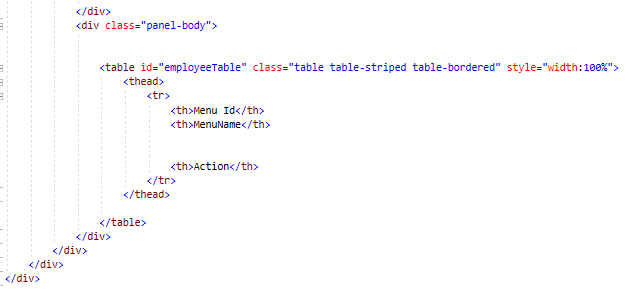 </div>
<div class="panel-body">
<table id="employeeTable" class="table table-striped table-bordered" style="width:100%">
<thead>
<tr>
<th>Menu Id</th>
<th>MenuName</th>
<th>Action</th>
</tr>
</thead>
</table>
</div>
</div>
</div>
</div>